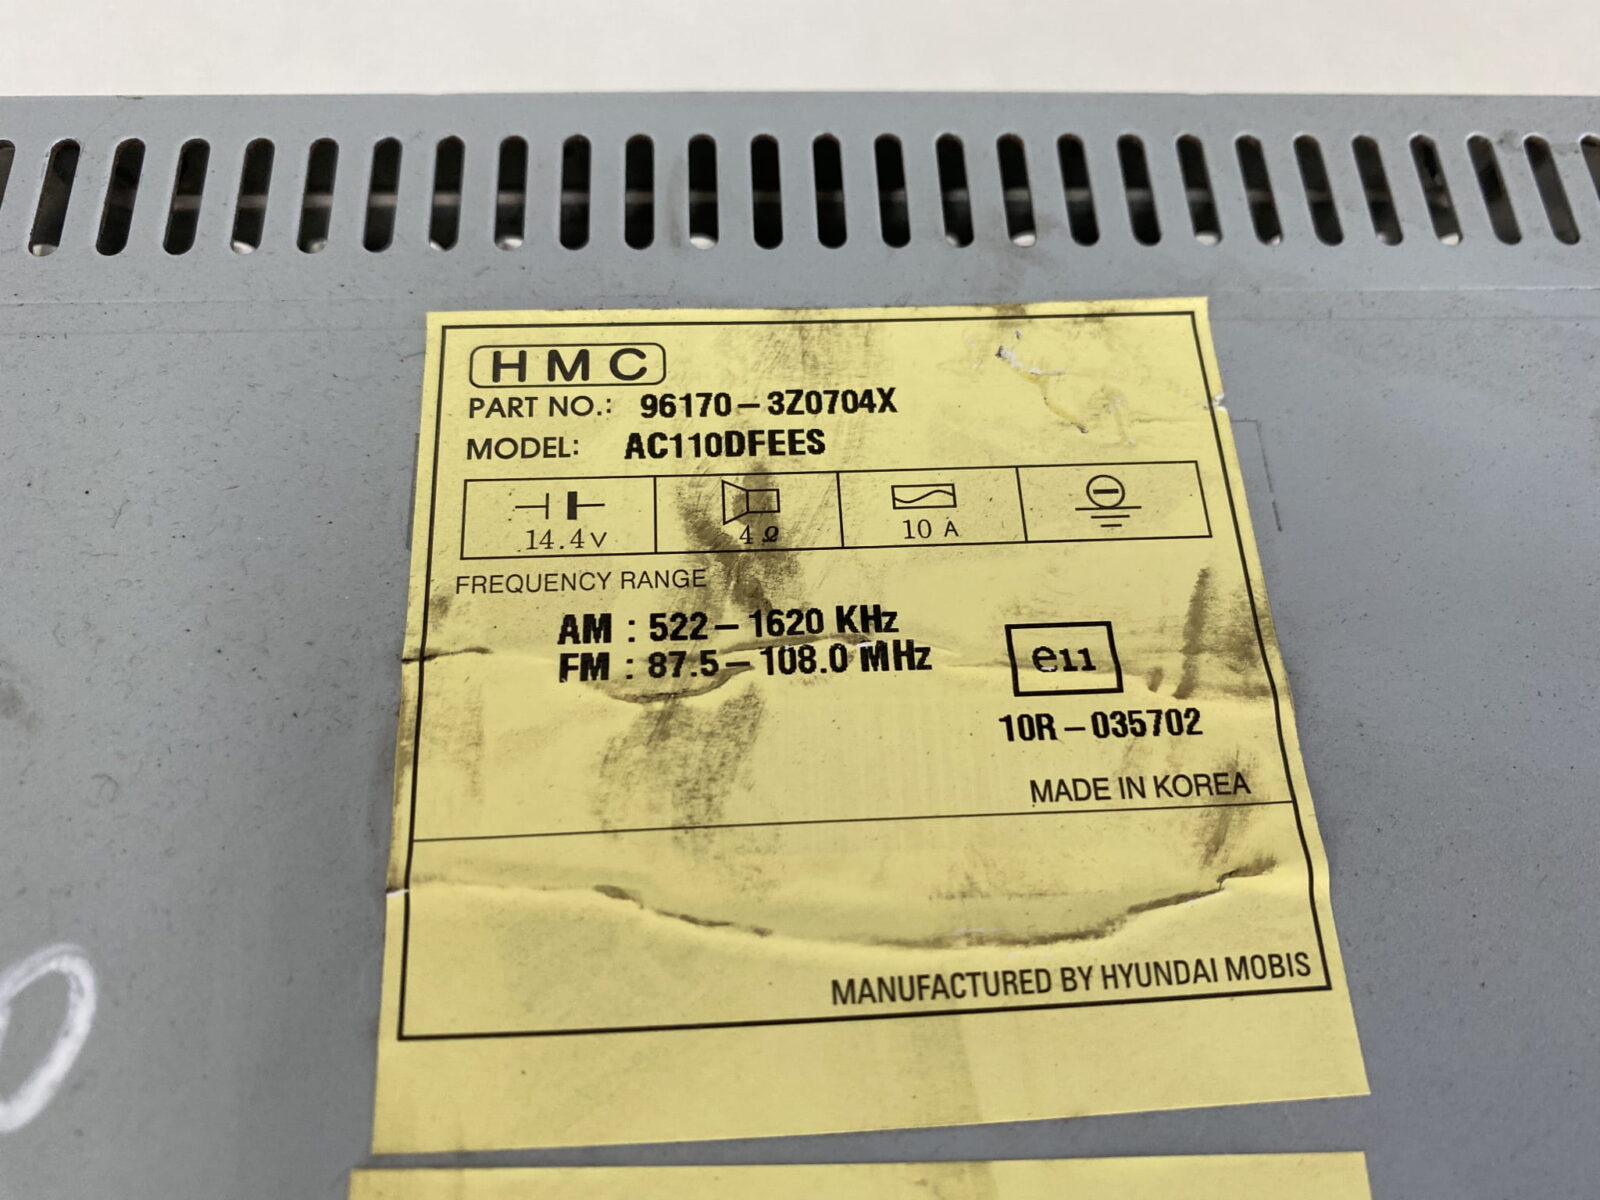 HMC
PART NO.: 96170-3Z0704X
MODEL: AC110DFEES
14.4V 4Ω 10 A
FREQUENCY RANGE
AM : 522-1620 KHz
FM : 87.5-108.0 MHz
e11
10R-035702
MADE IN KOREA
MANUFACTURED BY HYUNDAI MOBIS